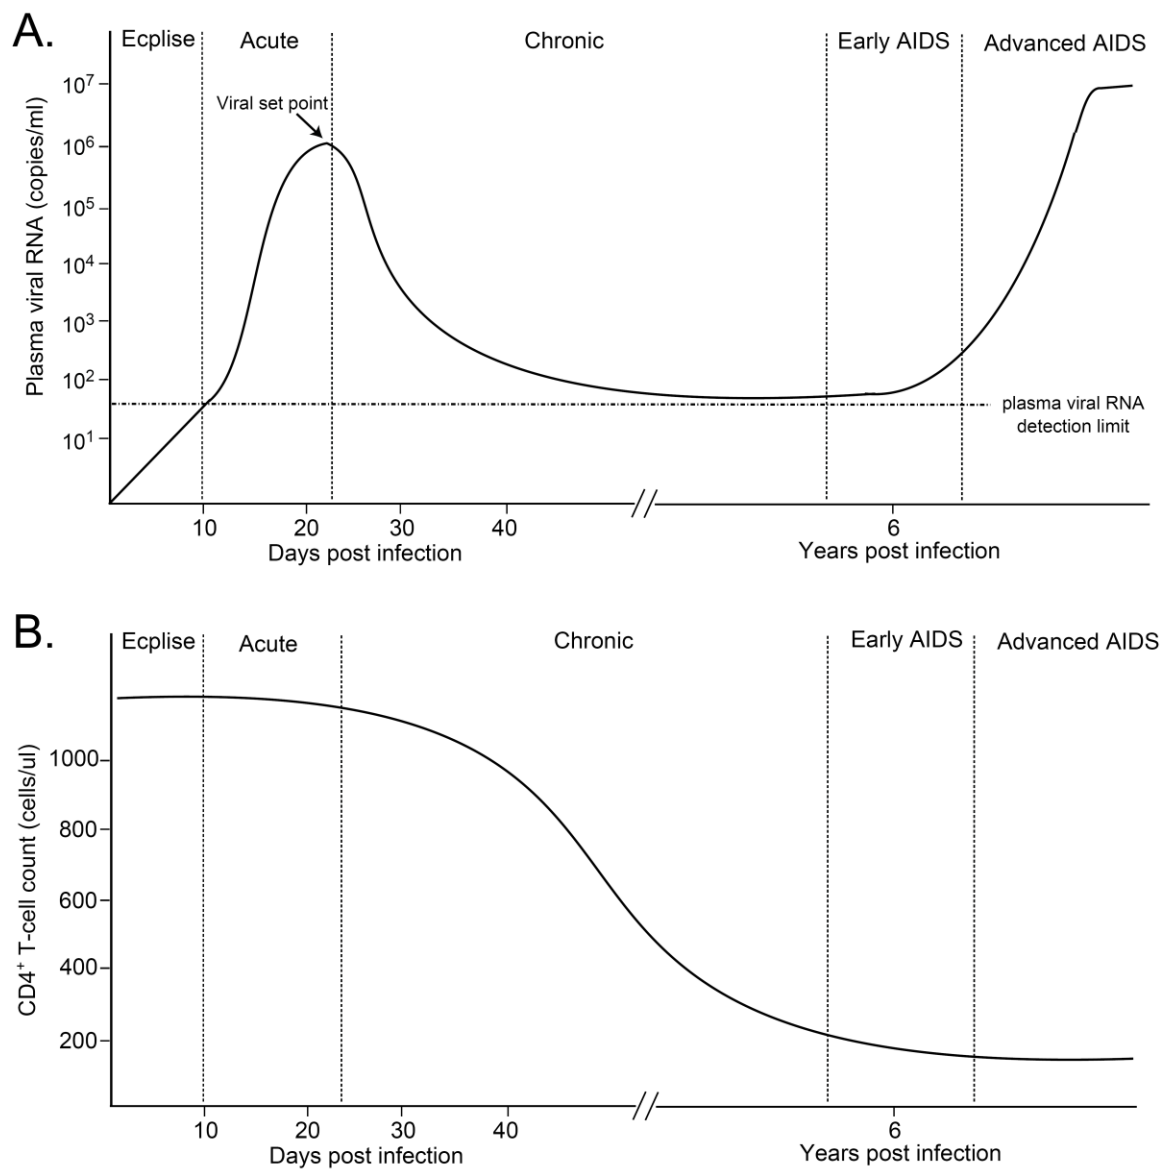 A.
Ecplise Acute Chronic Early AIDS Advanced AIDS
Plasma viral RNA (copies/ml)
10⁷
Viral set point
10⁶
10⁵
10⁴
10³
10²
plasma viral RNA
detection limit
10¹
10 20 30 40 6
Days post infection Years post infection
B.
Ecplise Acute Chronic Early AIDS Advanced AIDS
CD4⁺ T-cell count (cells/ul)
1000
800
600
400
200
10 20 30 40 6
Days post infection Years post infection